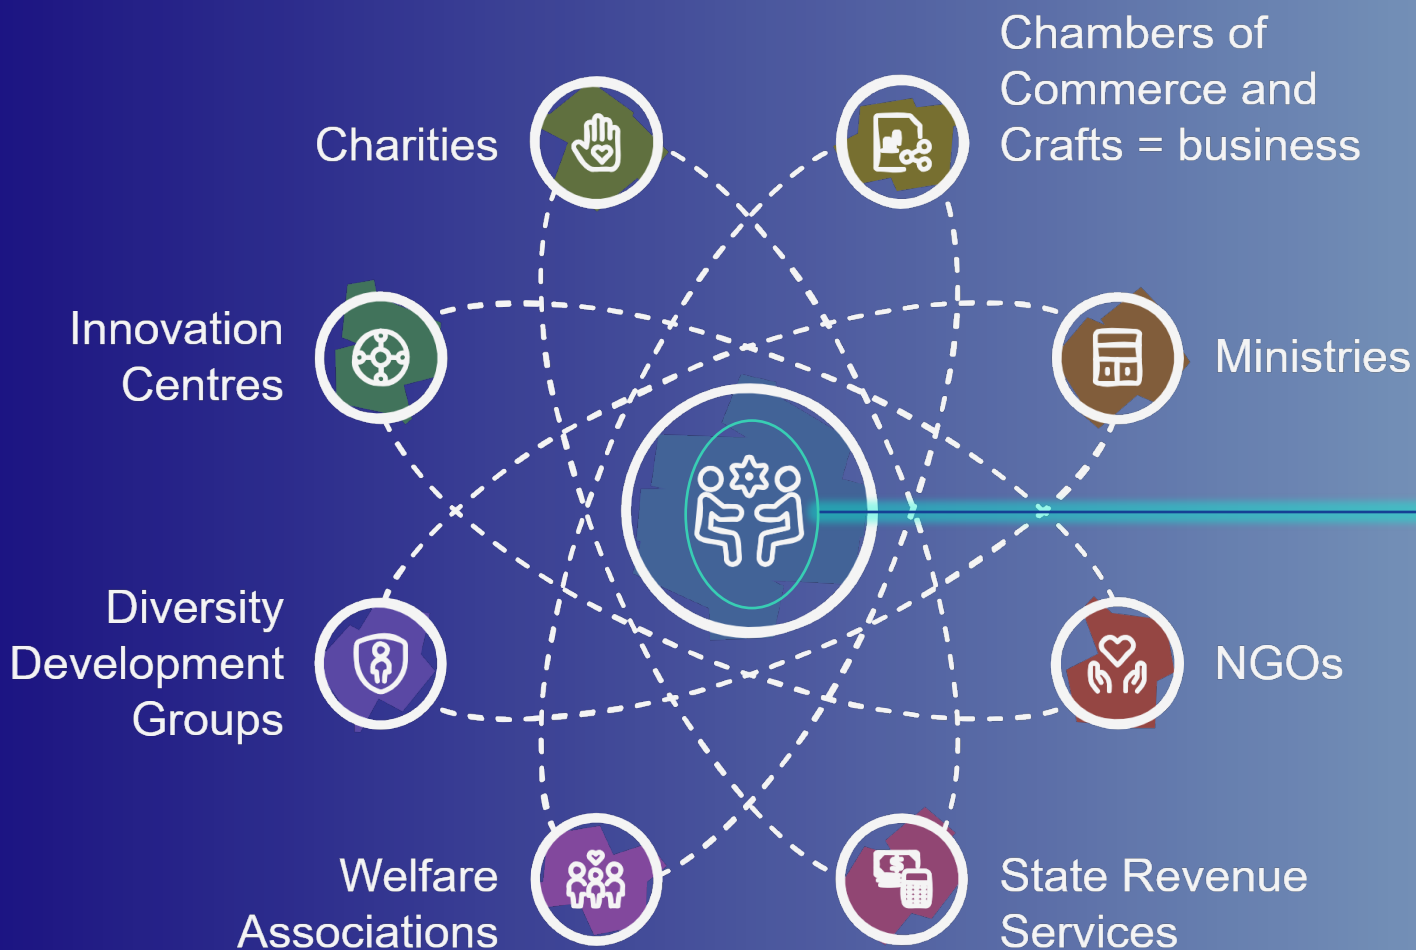 Chambers of
Commerce and
Crafts = business
Charities
Innovation
Centres
Ministries
Diversity
Development
Groups
NGOs
Welfare
Associations
State Revenue
Services